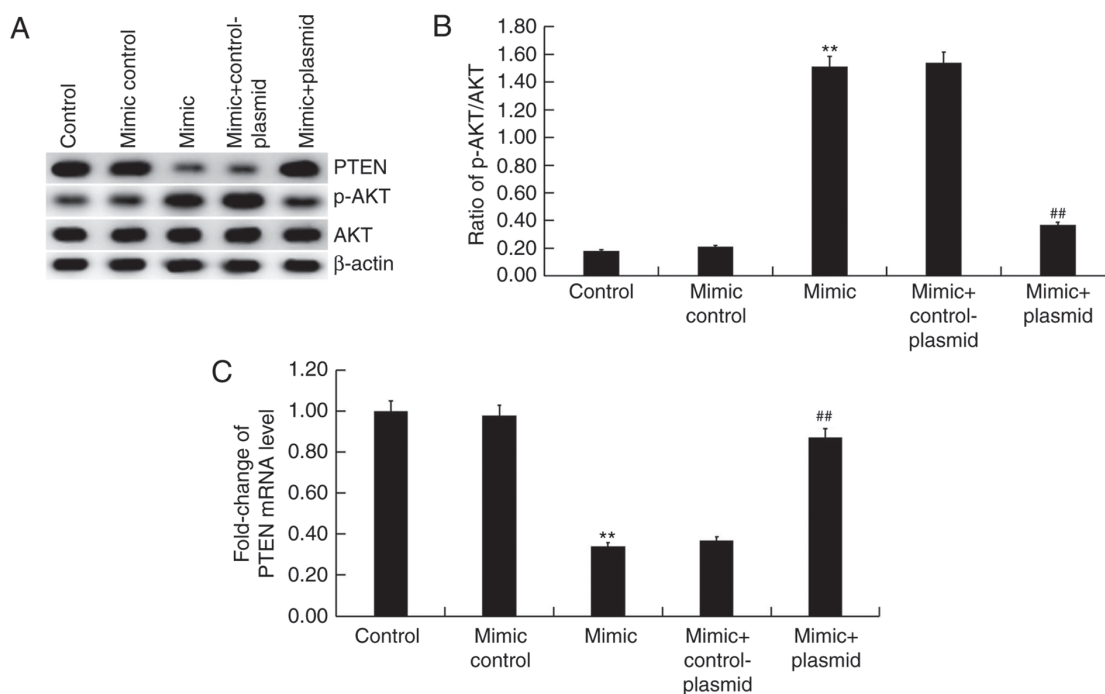 A
Control
Mimic control
Mimic
Mimic+control-
plasmid
Mimic+plasmid
PTEN
p-AKT
AKT
β-actin
B
Ratio of p-AKT/AKT
1.80
1.60
1.40
1.20
1.00
0.80
0.60
0.40
0.20
0.00
**
##
Control
Mimic
control
Mimic
Mimic+
control-
plasmid
Mimic+
plasmid
C
Fold-change of
PTEN mRNA level
1.20
1.00
0.80
0.60
0.40
0.20
0.00
**
##
Control
Mimic
control
Mimic
Mimic+
control-
plasmid
Mimic+
plasmid